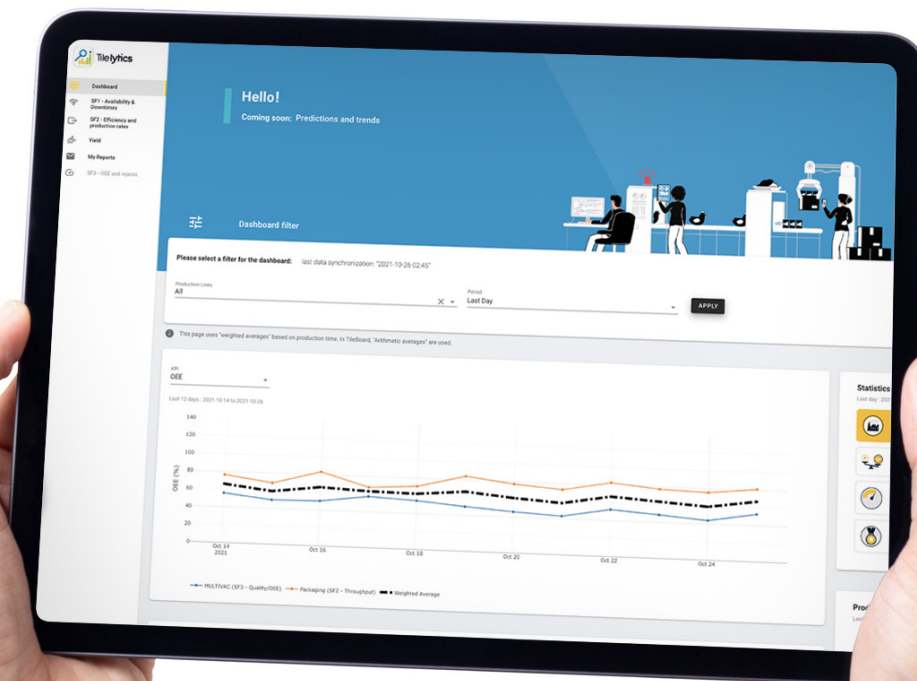 Tilelytics
Dashboard
SF1 - Availability &
Downtimes
SF2 - Efficiency and
production rates
Yield
My Reports
SF3 - OEE and rejects
Hello!
Coming soon: Predictions and trends
Dashboard filter
Please select a filter for the dashboard: last data synchronization: "2021-10-26 02:45"
Production Lines
All
Period
Last Day
APPLY
This page uses "weighted averages" based on production time. In TileBoard, "Arithmetic averages" are used.
KPI
OEE
Last 12 days : 2021-10-14 to 2021-10-26
140
120
100
80
60
40
20
0
OEE (%)
Oct 14
2021
Oct 16
Oct 18
Oct 20
Oct 22
Oct 24
MULTIVAC (SF3 - Quality/OEE)
Packaging (SF2 - Throughput)
Weighted Average
Statistics
Last day : 202
Pro
Las